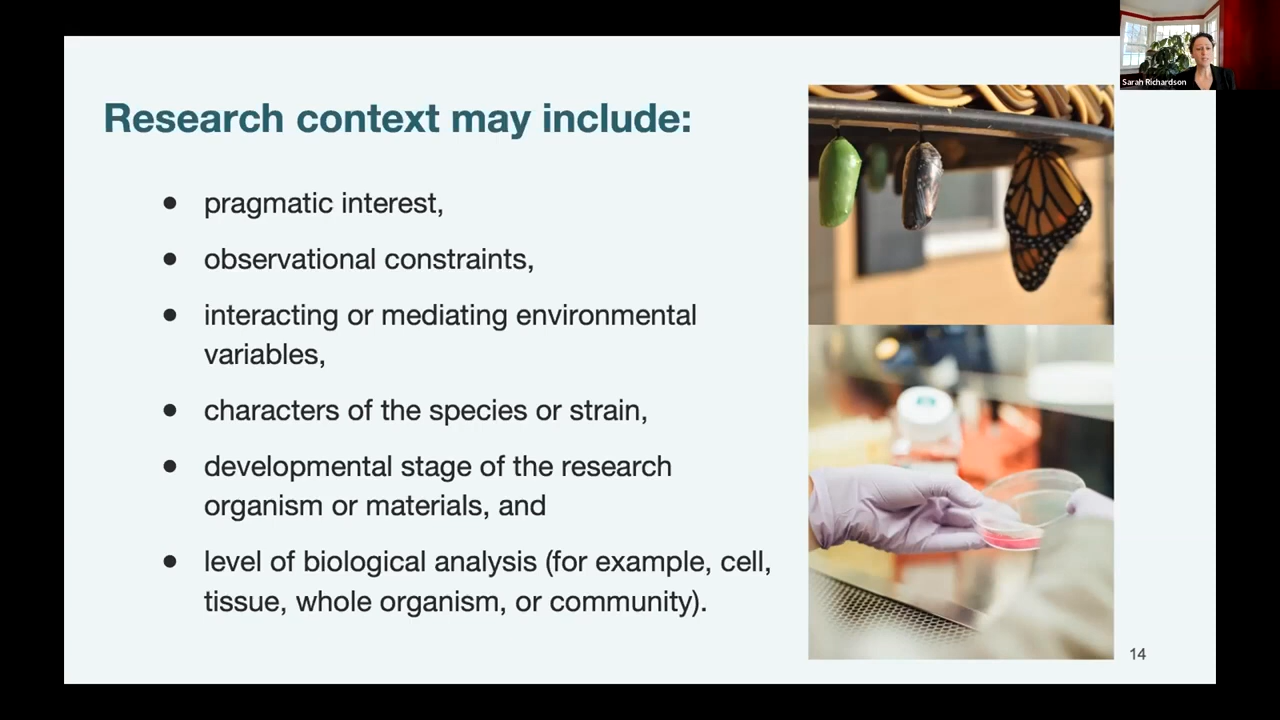 Sarah Richardson
Research context may include:
● pragmatic interest,
● observational constraints,
● interacting or mediating environmental
variables,
● characters of the species or strain,
● developmental stage of the research
organism or materials, and
● level of biological analysis (for example, cell,
tissue, whole organism, or community).
14